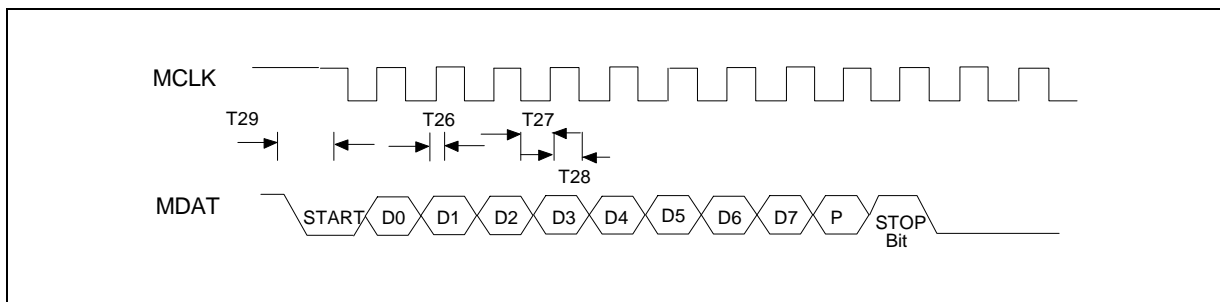 MCLK
T29
T26
T27
T28
MDAT
START D0 D1 D2 D3 D4 D5 D6 D7 P STOP
Bit